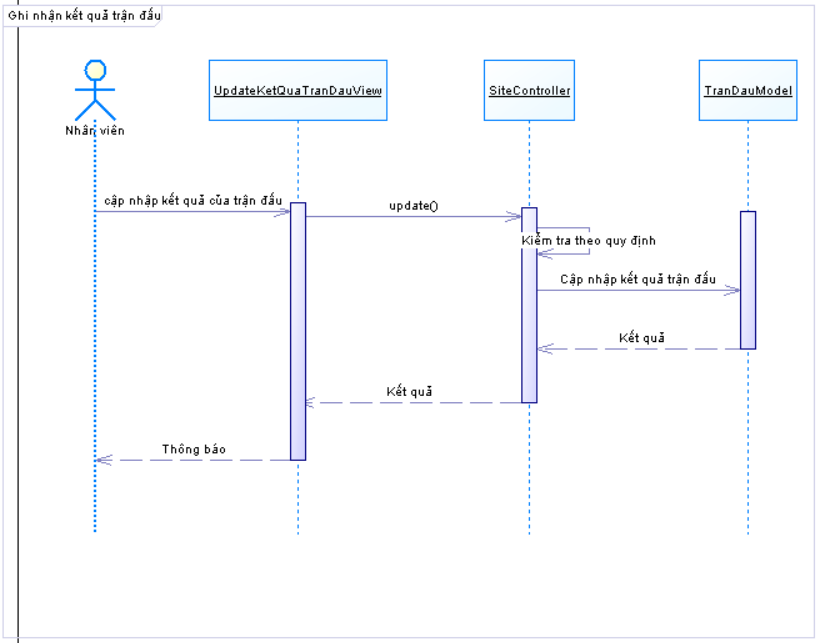 Ghi nhận kết quả trận đấu
UpdateKetQuaTranDauView
SiteController
TranDauModel
Nhân viên
cập nhập kết quả của trận đấu
update()
Kiểm tra theo quy định
Cập nhập kết quả trận đấu
Kết quả
Kết quả
Thông báo